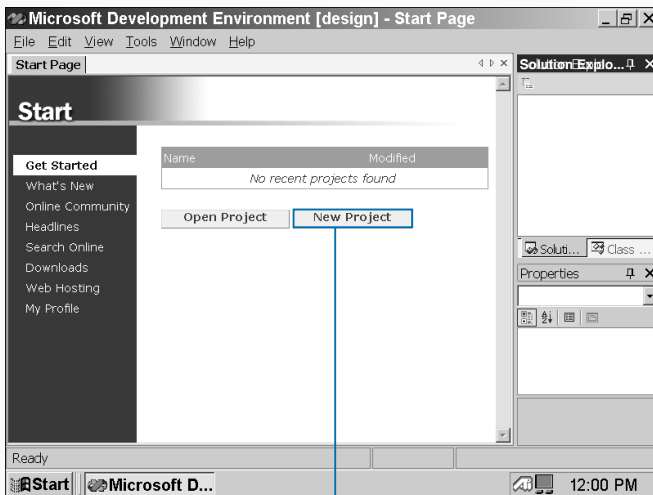 Microsoft Development Environment [design] - Start Page
File Edit View Tools Window Help
Start Page
Solution Explo...
Start
Get Started
What's New
Online Community
Headlines
Search Online
Downloads
Web Hosting
My Profile
Name Modified
No recent projects found
Open Project New Project
Soluti... Class ...
Properties
Ready
Start Microsoft D... 12:00 PM